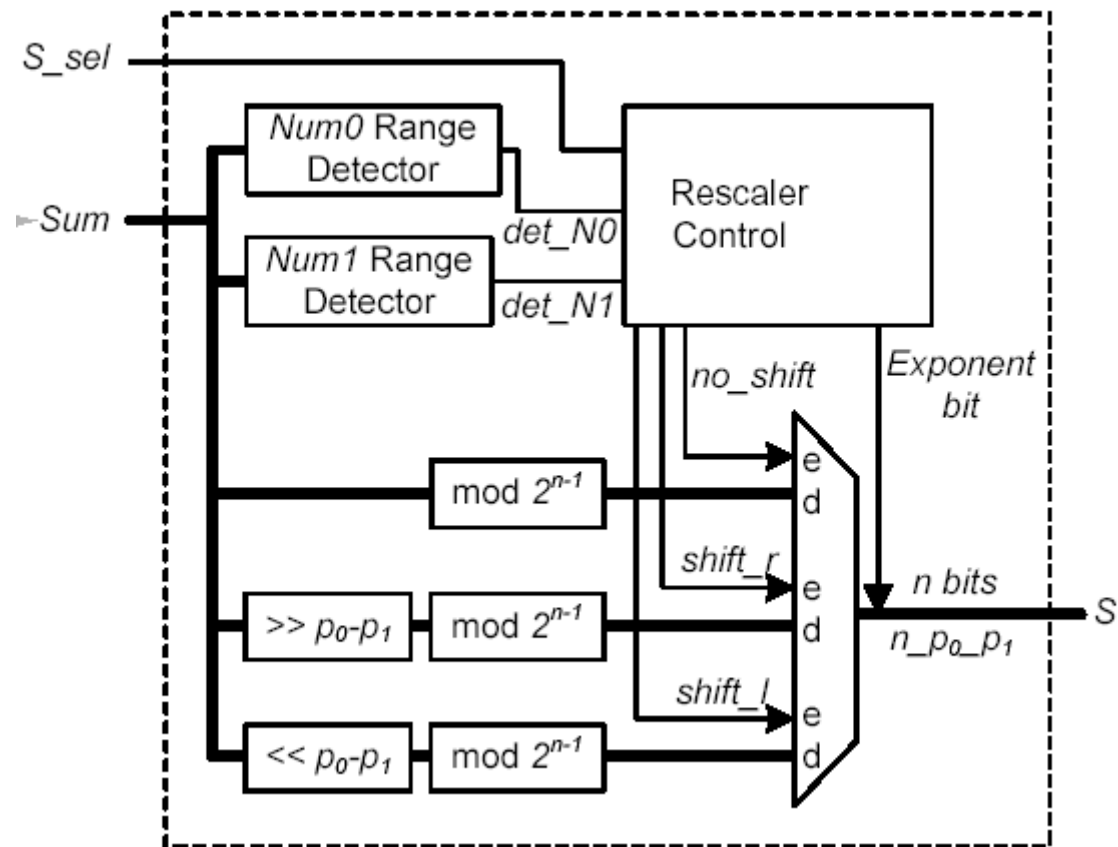 S_sel
Num0 Range
Detector
Sum
det_N0
Rescaler
Control
Num1 Range
Detector
det_N1
no_shift
Exponent
bit
e
mod 2^{n-1}
d
shift_r
e
n bits
S
>> p₀-p₁
mod 2^{n-1}
d
n_p₀_p₁
shift_l
e
<< p₀-p₁
mod 2^{n-1}
d